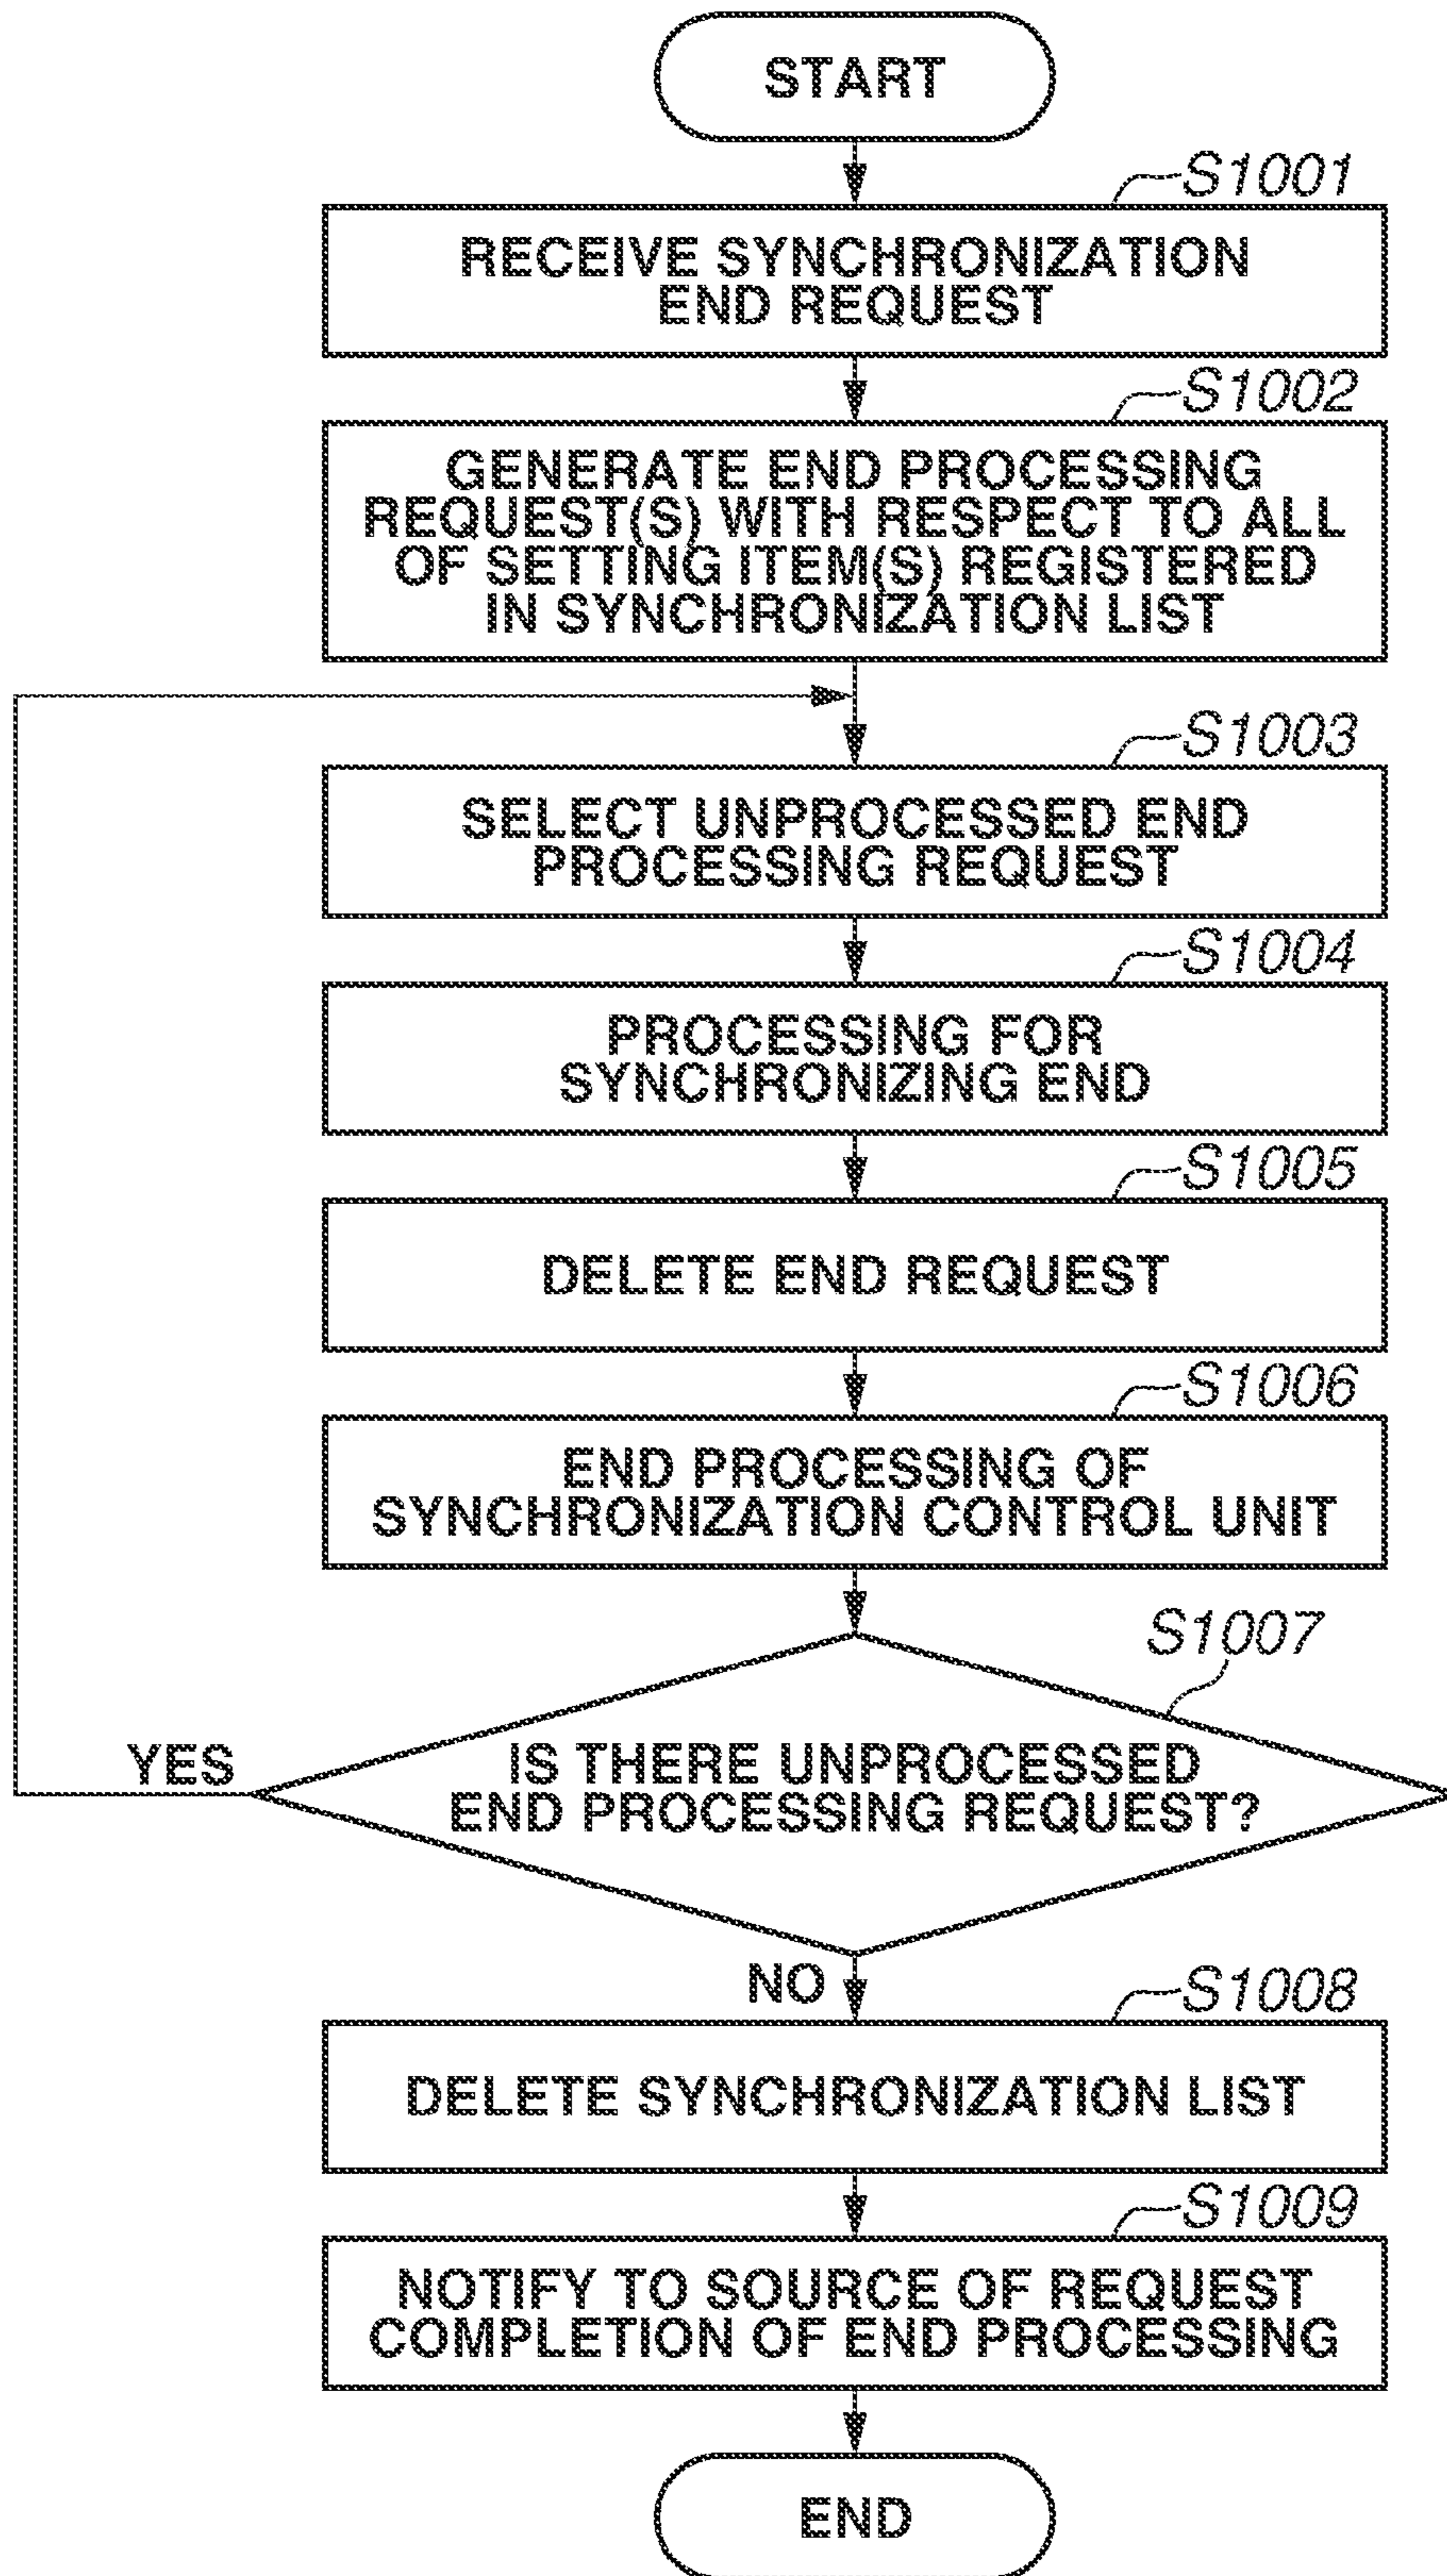 START
S1001
RECEIVE SYNCHRONIZATION
END REQUEST
S1002
GENERATE END PROCESSING
REQUEST(S) WITH RESPECT TO ALL
OF SETTING ITEM(S) REGISTERED
IN SYNCHRONIZATION LIST
S1003
SELECT UNPROCESSED END
PROCESSING REQUEST
S1004
PROCESSING FOR
SYNCHRONIZING END
S1005
DELETE END REQUEST
S1006
END PROCESSING OF
SYNCHRONIZATION CONTROL UNIT
S1007
YES
IS THERE UNPROCESSED
END PROCESSING REQUEST?
NO
S1008
DELETE SYNCHRONIZATION LIST
S1009
NOTIFY TO SOURCE OF REQUEST
COMPLETION OF END PROCESSING
END